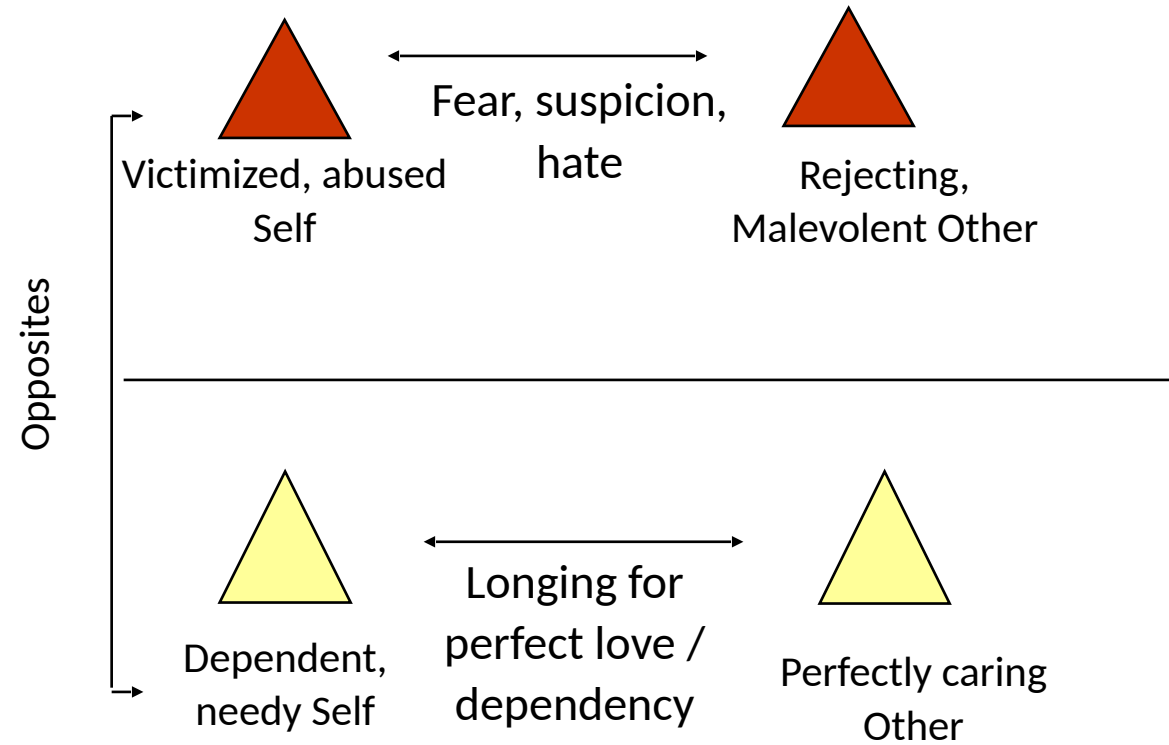 Fear, suspicion,
hate
Victimized, abused
Self
Rejecting,
Malevolent Other
Opposites
Longing for
perfect love /
dependency
Dependent,
needy Self
Perfectly caring
Other